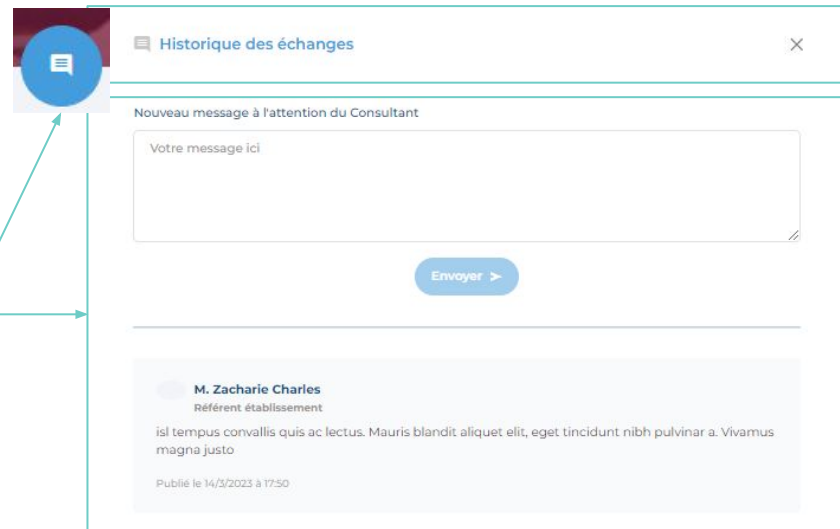 Historique des échanges
Nouveau message à l'attention du Consultant
Votre message ici
Envoyer
M. Zacharie Charles
Référent établissement
isl tempus convallis quis ac lectus. Mauris blandit aliquet elit, eget tincidunt nibh pulvinar a. Vivamus
magna justo
Publié le 14/3/2023 à 17:50